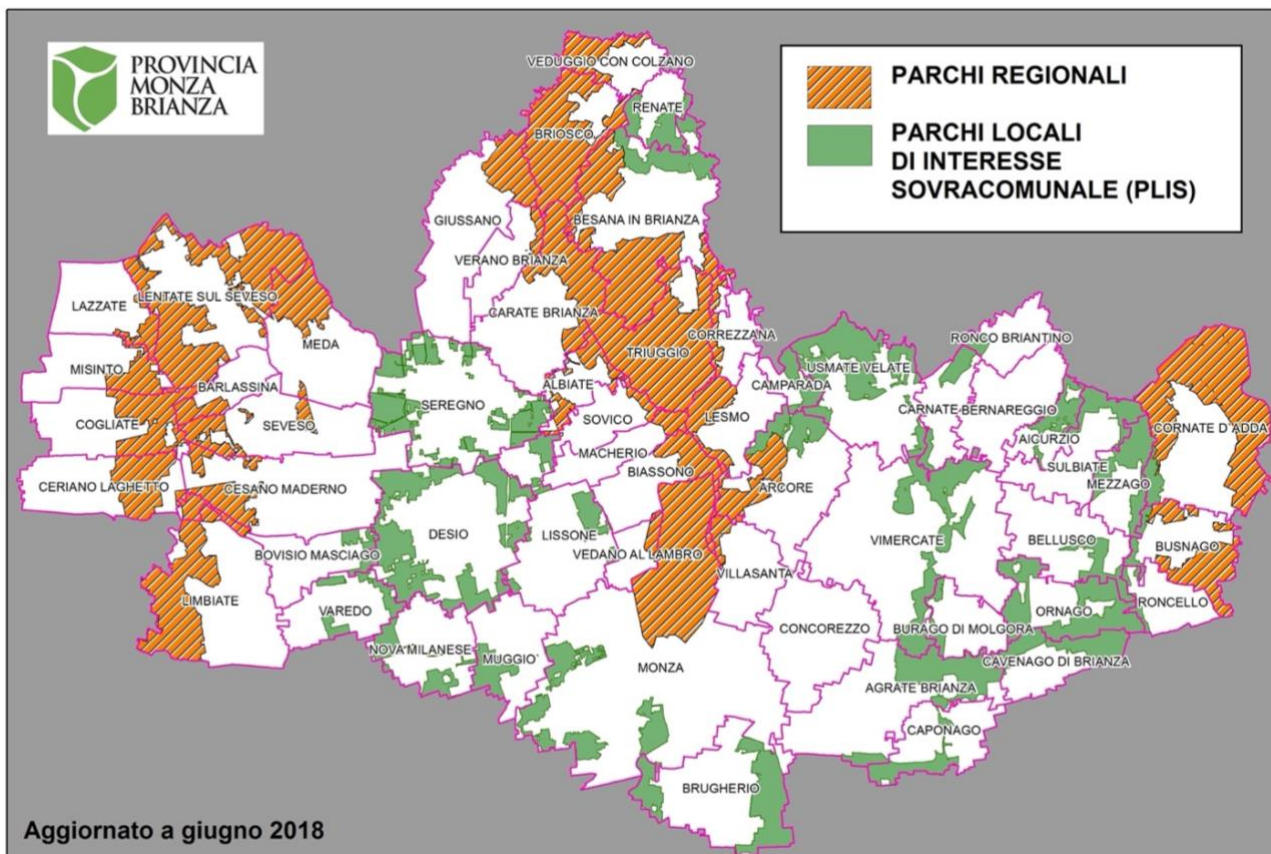 PROVINCIA
MONZA
BRIANZA
PARCHI REGIONALI
PARCHI LOCALI
DI INTERESSE
SOVRACOMUNALE (PLIS)
VEDUGGIO CON COLZANO
RENATE
BRIOSCO
GIUSSANO
BESANA IN BRIANZA
VERANO BRIANZA
LENTATE SUL SEVESO
LAZZATE
CARATE BRIANZA
CORREZZANA
RONCO BRIANTINO
MEDA
TRIUGGIO
MISINTO
USMATE VELATE
BARLASSINA
ALBIATE
CAMPARADA
SEREGNO
SOVICO
LESMO
CARNATE
BERNAREGGIO
COGLIATE
SEVESO
CORNATE D'ADDA
AICURZIO
MACHERIO
SULBIATE
BIASSONO
MEZZAGO
CERIANO LAGHETTO
CESANO MADERNO
ARCORE
DESIO
LISSONE
VIMERCATE
BELLUSCO
BUSNAGO
BOVISIO MASCIAGO
VEDANO AL LAMBRO
VILLASANTA
LIMBIATE
RONCELLO
VAREDO
ORNAGO
CONCOREZZO
BURAGO DI MOLGORA
NOVA MILANESE
MUGGIO'
CAVENAGO DI BRIANZA
MONZA
AGRATE BRIANZA
CAPONAGO
BRUGHERIO
Aggiornato a giugno 2018